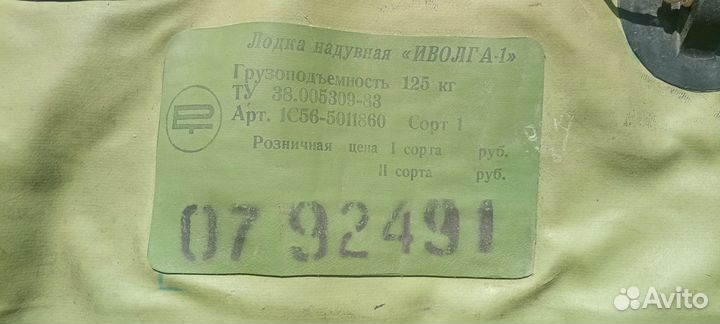 Лодка надувная «ИВОЛГА-1»
Грузоподъемность 125 кг
ТУ 38.005309-83
Арт. 1С56-5011860 Сорт 1
Розничная цена I сорта руб.
II сорта руб.
07 92491
Avito